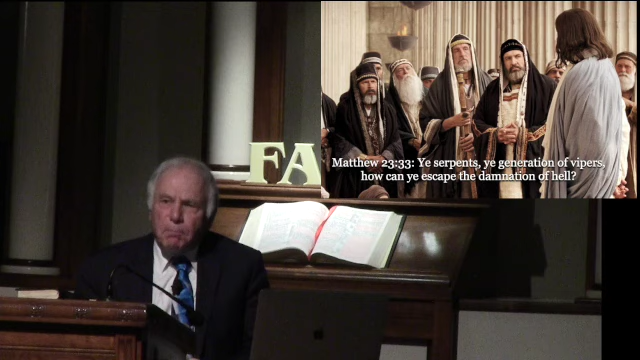 Matthew 23:33: Ye serpents, ye generation of vipers,
how can ye escape the damnation of hell?
FA